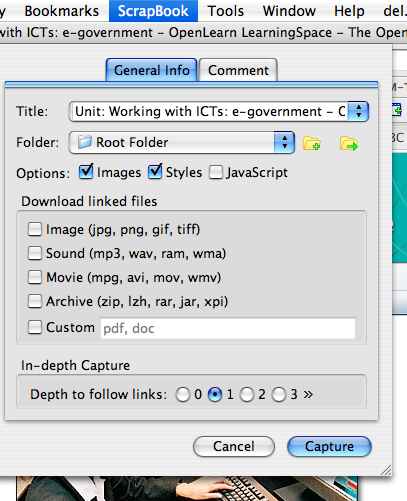 Bookmarks ScrapBook Tools Window Help del.
with ICTs: e-government - OpenLearn LearningSpace - The Open
General Info Comment
Title: Unit: Working with ICTs: e-government - O
Folder: Root Folder
Options: Images Styles JavaScript
Download linked files
Image (jpg, png, gif, tiff)
Sound (mp3, wav, ram, wma)
Movie (mpg, avi, mov, wmv)
Archive (zip, lzh, rar, jar, xpi)
Custom pdf, doc
In-depth Capture
Depth to follow links: 0 1 2 3 »
Cancel Capture